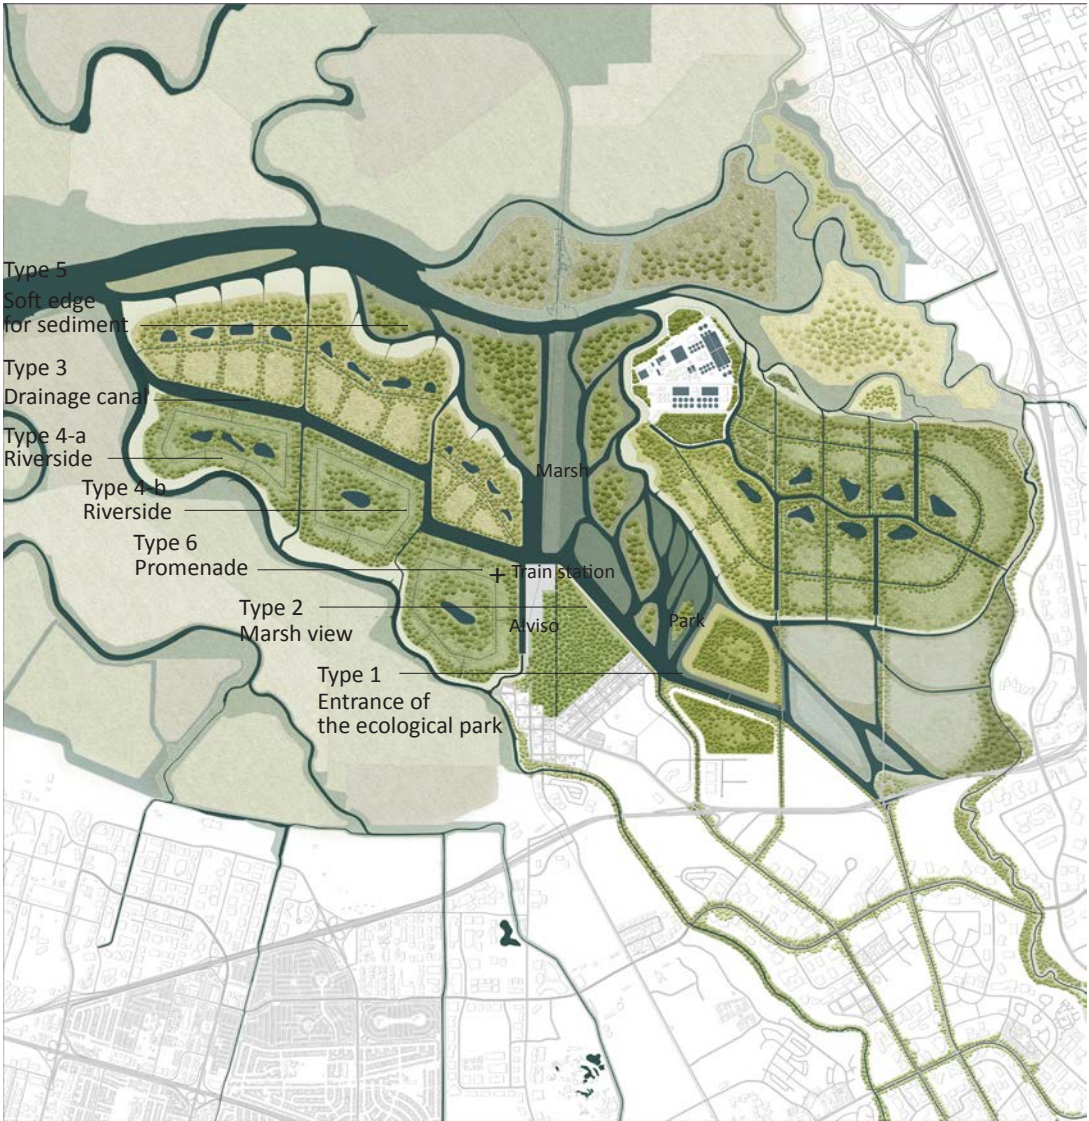 Type 5
Soft edge
for sediment
Type 3
Drainage canal
Type 4-a
Riverside
Type 4-b
Riverside
Type 6
Promenade
Type 2
Marsh view
Type 1
Entrance of
the ecological park
Marsh
Train station
Alviso
Park